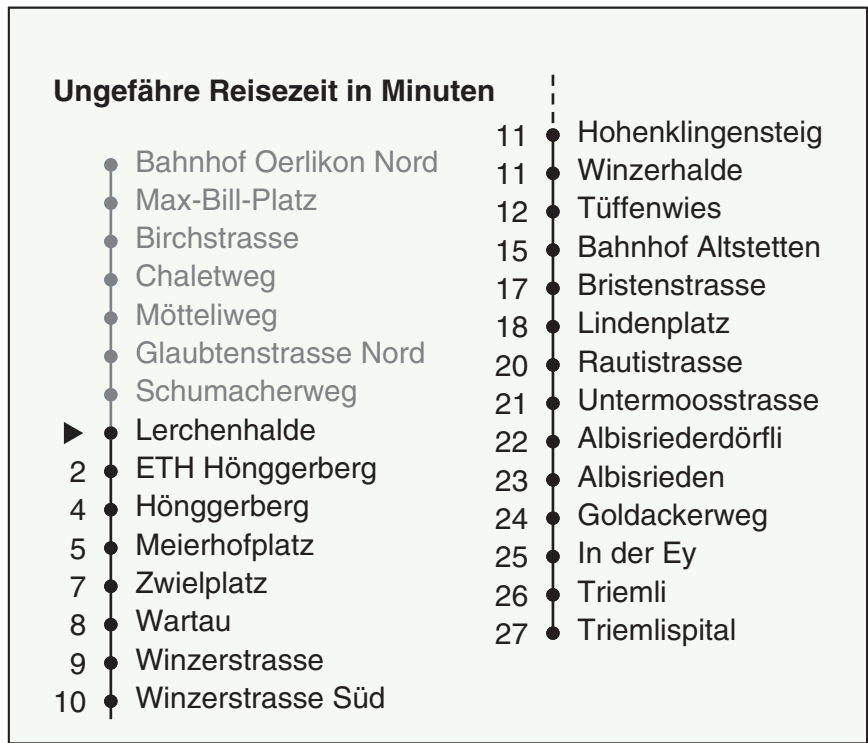 Ungefähre Reisezeit in Minuten
Bahnhof Oerlikon Nord
Max-Bill-Platz
Birchstrasse
Chaletweg
Mötteliweg
Glaubtenstrasse Nord
Schumacherweg
Lerchenhalde
2 ETH Hönggerberg
4 Hönggerberg
5 Meierhofplatz
7 Zwielplatz
8 Wartau
9 Winzerstrasse
10 Winzerstrasse Süd
11 Hohenklingensteig
11 Winzerhalde
12 Tüffenwies
15 Bahnhof Altstetten
17 Bristenstrasse
18 Lindenplatz
20 Rautistrasse
21 Untermoosstrasse
22 Albisriederdörfli
23 Albisrieden
24 Goldackerweg
25 In der Ey
26 Triemli
27 Triemlispital